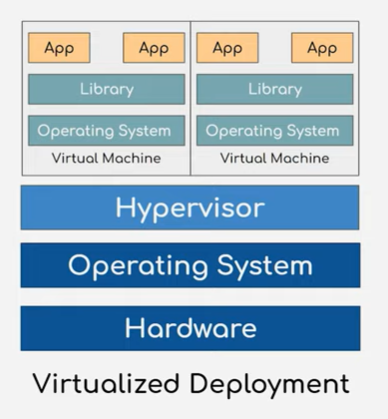 App App App App
Library Library
Operating System Operating System
Virtual Machine Virtual Machine
Hypervisor
Operating System
Hardware
Virtualized Deployment